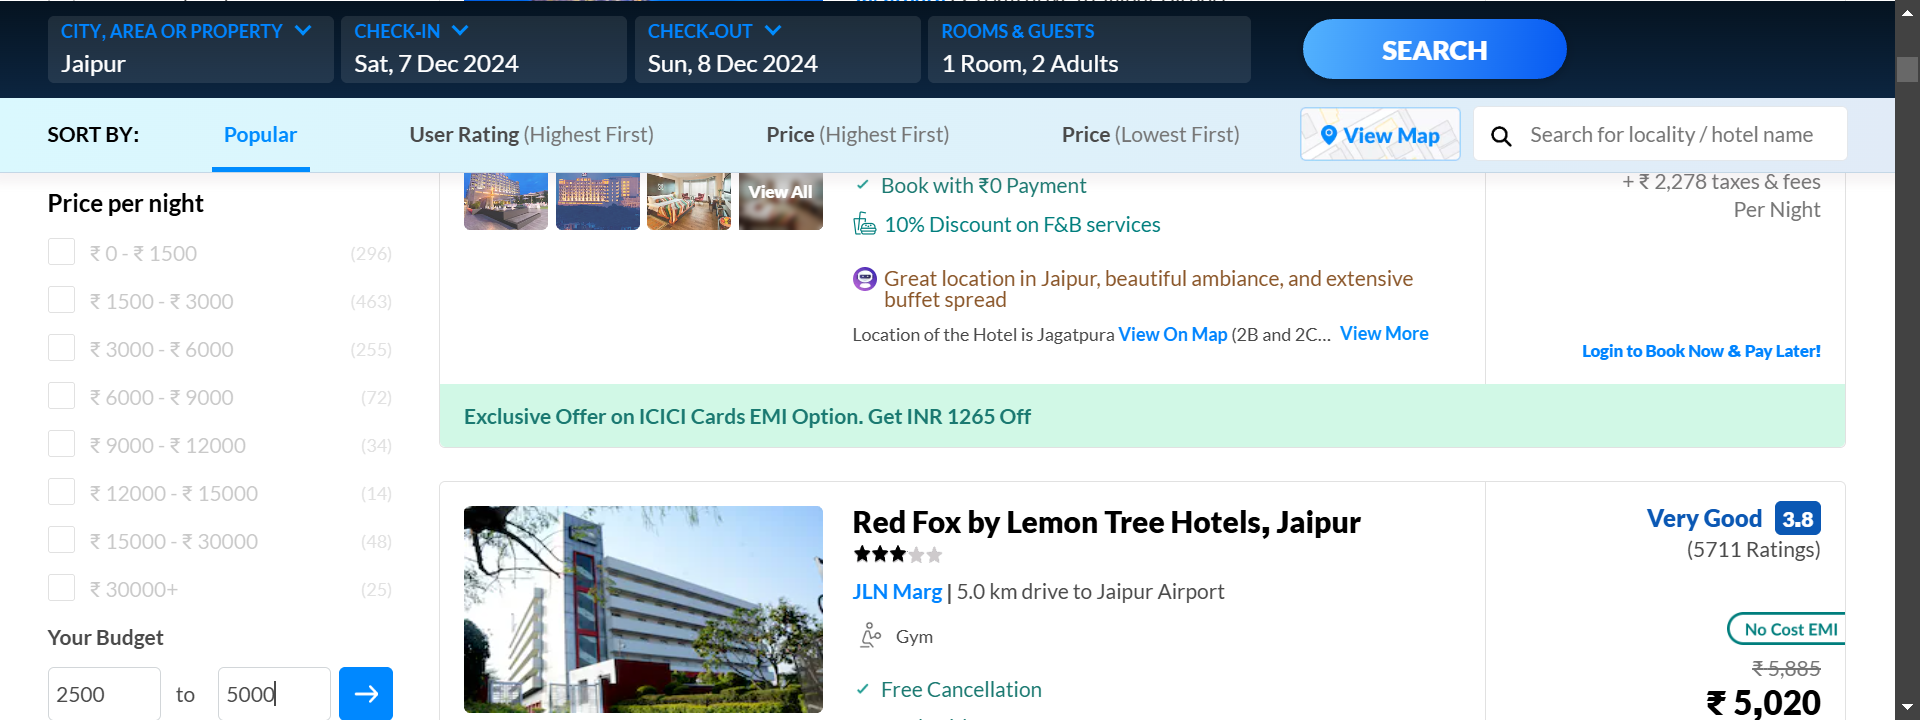 CITY, AREA OR PROPERTY
Jaipur
CHECK-IN
Sat, 7 Dec 2024
CHECK-OUT
Sun, 8 Dec 2024
ROOMS & GUESTS
1 Room, 2 Adults
SEARCH
SORT BY:
Popular
User Rating (Highest First)
Price (Highest First)
Price (Lowest First)
View Map
Search for locality / hotel name
Price per night
₹ 0 - ₹ 1500 (296)
₹ 1500 - ₹ 3000 (463)
₹ 3000 - ₹ 6000 (255)
₹ 6000 - ₹ 9000 (72)
₹ 9000 - ₹ 12000 (34)
₹ 12000 - ₹ 15000 (14)
₹ 15000 - ₹ 30000 (48)
₹ 30000+ (25)
Your Budget
2500 to 5000
View All
Book with ₹0 Payment
10% Discount on F&B services
Great location in Jaipur, beautiful ambiance, and extensive
buffet spread
Location of the Hotel is Jagatpura View On Map (2B and 2C... View More
+ ₹ 2,278 taxes & fees
Per Night
Login to Book Now & Pay Later!
Exclusive Offer on ICICI Cards EMI Option. Get INR 1265 Off
Red Fox by Lemon Tree Hotels, Jaipur
JLN Marg | 5.0 km drive to Jaipur Airport
Gym
Free Cancellation
Very Good 3.8
(5711 Ratings)
No Cost EMI
₹ 5,885
₹ 5,020